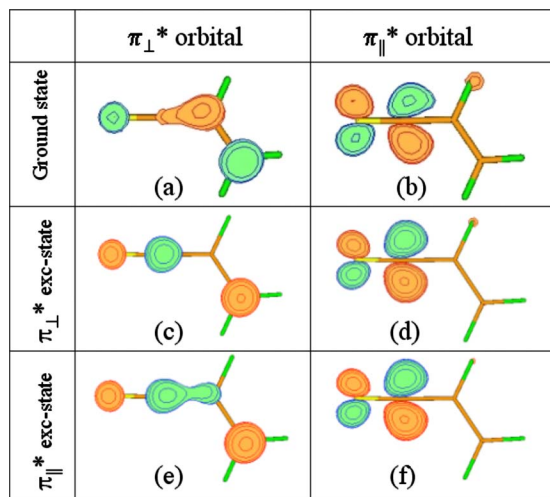 π⊥* orbital
π∥* orbital
Ground state
(a)
(b)
π⊥* exc-state
(c)
(d)
π∥* exc-state
(e)
(f)